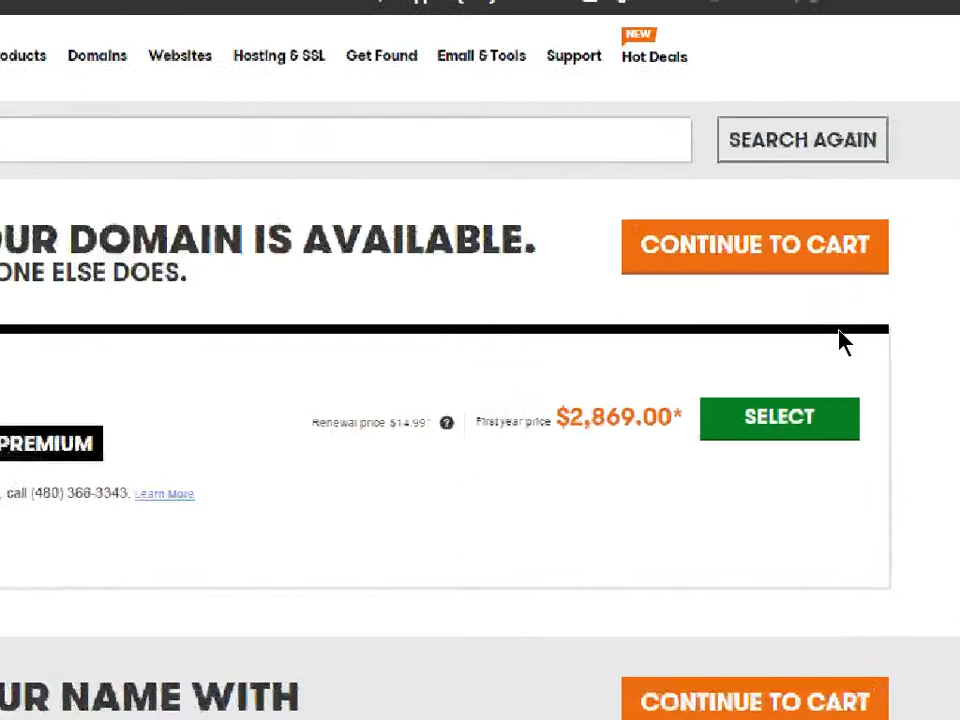 NEW
Products Domains Websites Hosting & SSL Get Found Email & Tools Support Hot Deals
SEARCH AGAIN
OUR DOMAIN IS AVAILABLE.
ONE ELSE DOES.
CONTINUE TO CART
Renewal price $14.99* ? First year price $2,869.00* SELECT
PREMIUM
, call (480) 366-3343. Learn More
UR NAME WITH
CONTINUE TO CART